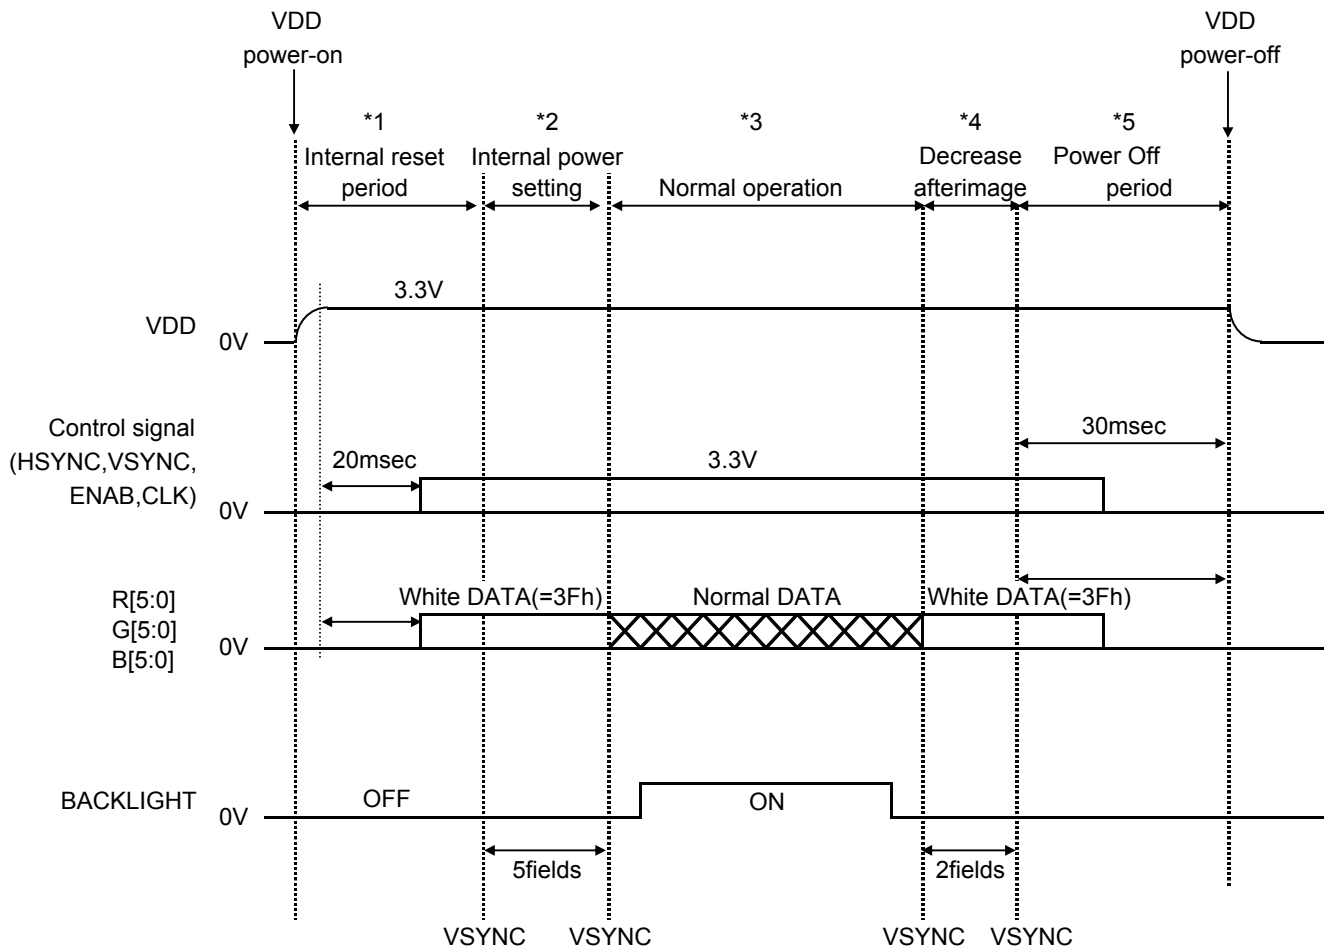 VDD
power-on
VDD
power-off
*1
*2
*3
*4
*5
Internal reset
period
Internal power
setting
Normal operation
Decrease
afterimage
Power Off
period
3.3V
VDD
0V
Control signal
(HSYNC,VSYNC,
ENAB,CLK)
20msec
3.3V
30msec
0V
R[5:0]
G[5:0]
B[5:0]
White DATA(=3Fh)
Normal DATA
White DATA(=3Fh)
0V
BACKLIGHT
0V
OFF
ON
5fields
2fields
VSYNC
VSYNC
VSYNC
VSYNC